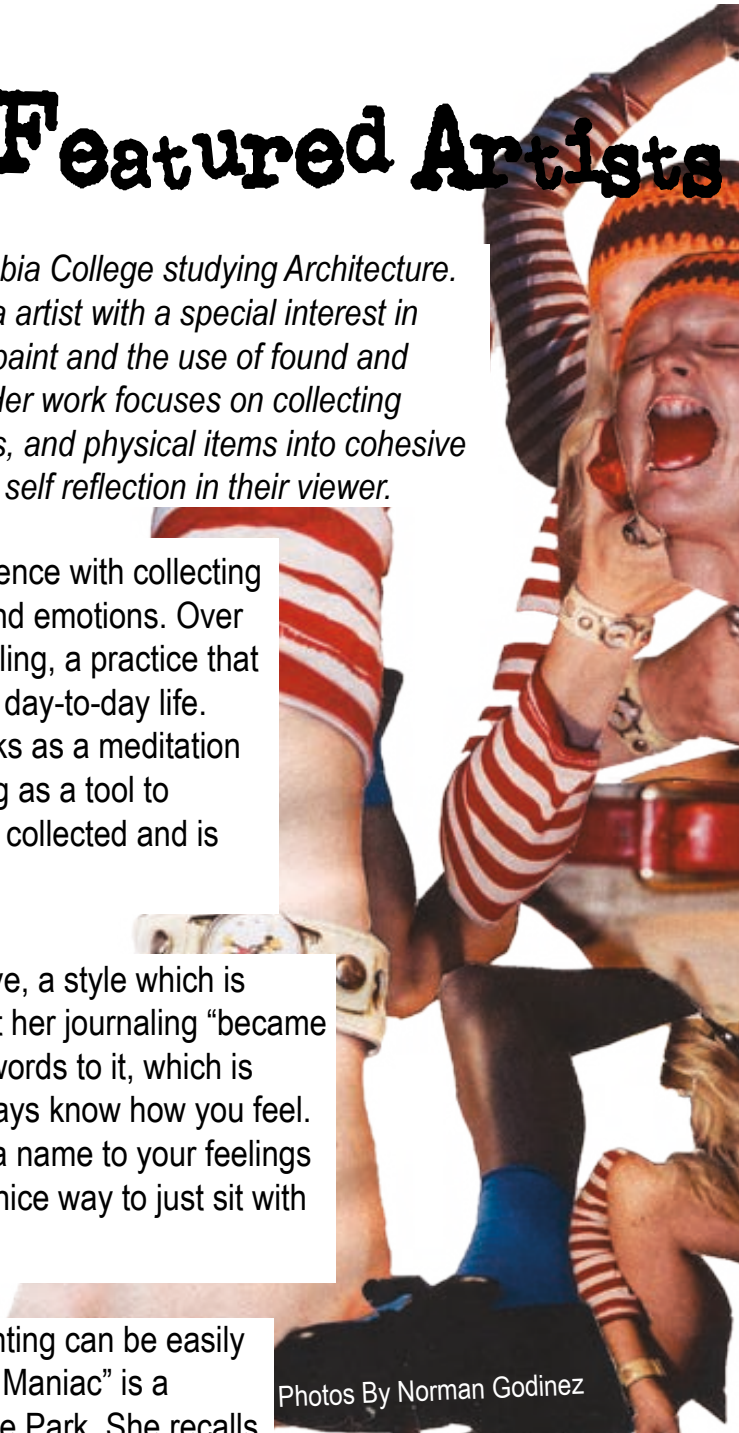 Featured Artists
bia College studying Architecture.
a artist with a special interest in
paint and the use of found and
er work focuses on collecting
s, and physical items into cohesive
self reflection in their viewer.
ence with collecting
nd emotions. Over
ling, a practice that
day-to-day life.
ks as a meditation
g as a tool to
collected and is
ve, a style which is
t her journaling “became
words to it, which is
ays know how you feel.
a name to your feelings
nice way to just sit with
nting can be easily
Maniac” is a
e Park. She recalls
Photos By Norman Godinez